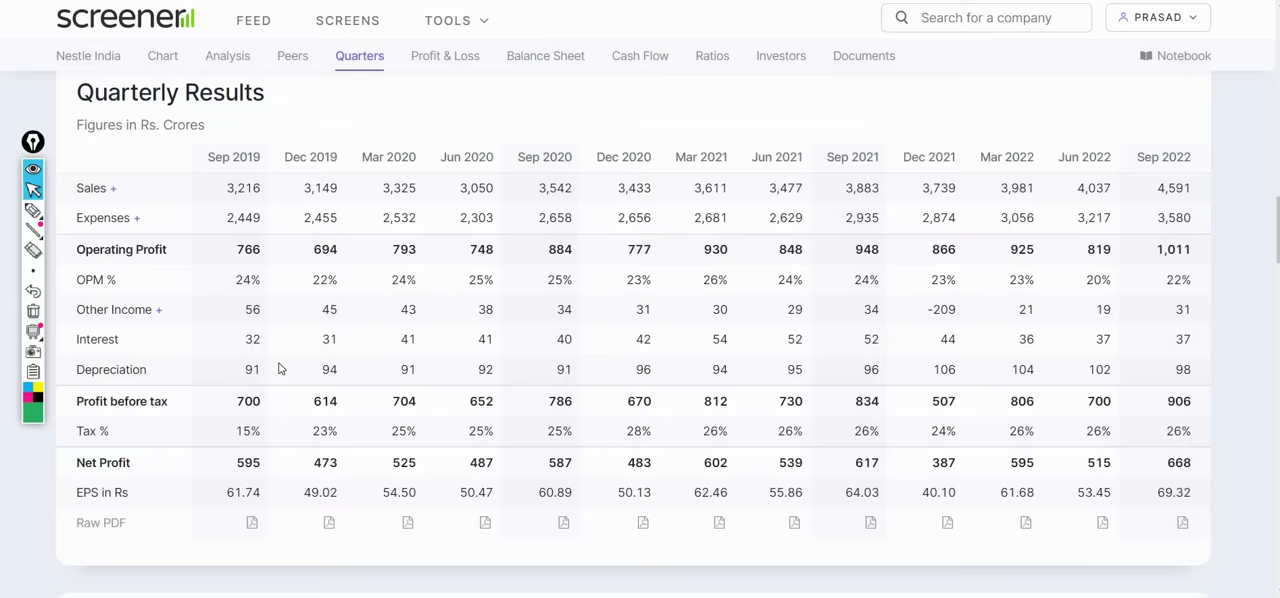 screener FEED SCREENS TOOLS Search for a company PRASAD
Nestle India Chart Analysis Peers Quarters Profit & Loss Balance Sheet Cash Flow Ratios Investors Documents Notebook
Quarterly Results
Figures in Rs. Crores
Sep 2019 Dec 2019 Mar 2020 Jun 2020 Sep 2020 Dec 2020 Mar 2021 Jun 2021 Sep 2021 Dec 2021 Mar 2022 Jun 2022 Sep 2022
Sales + 3,216 3,149 3,325 3,050 3,542 3,433 3,611 3,477 3,883 3,739 3,981 4,037 4,591
Expenses + 2,449 2,455 2,532 2,303 2,658 2,656 2,681 2,629 2,935 2,874 3,056 3,217 3,580
Operating Profit 766 694 793 748 884 777 930 848 948 866 925 819 1,011
OPM % 24% 22% 24% 25% 25% 23% 26% 24% 24% 23% 23% 20% 22%
Other Income + 56 45 43 38 34 31 30 29 34 -209 21 19 31
Interest 32 31 41 41 40 42 54 52 52 44 36 37 37
Depreciation 91 94 91 92 91 96 94 95 96 106 104 102 98
Profit before tax 700 614 704 652 786 670 812 730 834 507 806 700 906
Tax % 15% 23% 25% 25% 25% 28% 26% 26% 26% 24% 26% 26% 26%
Net Profit 595 473 525 487 587 483 602 539 617 387 595 515 668
EPS in Rs 61.74 49.02 54.50 50.47 60.89 50.13 62.46 55.86 64.03 40.10 61.68 53.45 69.32
Raw PDF